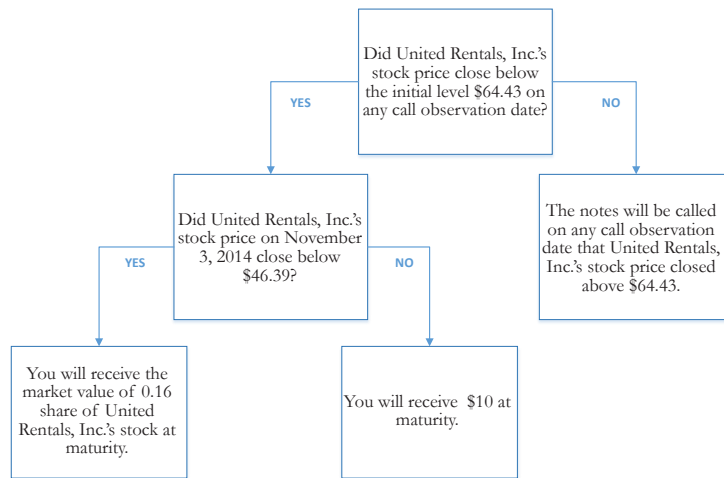 Did United Rentals, Inc.'s
stock price close below
the initial level $64.43 on
any call observation date?
YES
NO
Did United Rentals, Inc.'s
stock price on November
3, 2014 close below
$46.39?
The notes will be called
on any call observation
date that United Rentals,
Inc.'s stock price closed
above $64.43.
YES
NO
You will receive the
market value of 0.16
share of United
Rentals, Inc.'s stock at
maturity.
You will receive $10 at
maturity.